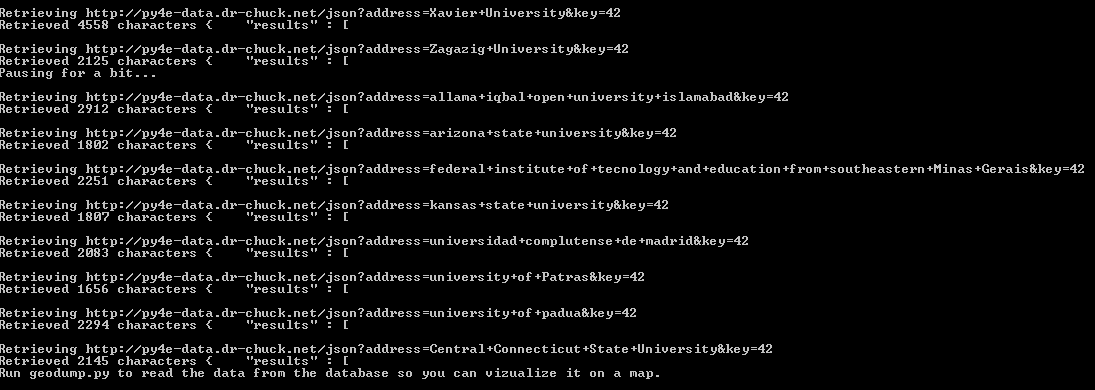 Retrieving http://py4e-data.dr-chuck.net/json?address=Xavier+University&key=42
Retrieved 4558 characters {    "results" : [
Retrieving http://py4e-data.dr-chuck.net/json?address=Zagazig+University&key=42
Retrieved 2125 characters {    "results" : [
Pausing for a bit...
Retrieving http://py4e-data.dr-chuck.net/json?address=allama+iqbal+open+university+islamabad&key=42
Retrieved 2912 characters {    "results" : [
Retrieving http://py4e-data.dr-chuck.net/json?address=arizona+state+university&key=42
Retrieved 1802 characters {    "results" : [
Retrieving http://py4e-data.dr-chuck.net/json?address=federal+institute+of+tecnology+and+education+from+southeastern+Minas+Gerais&key=42
Retrieved 2251 characters {    "results" : [
Retrieving http://py4e-data.dr-chuck.net/json?address=kansas+state+university&key=42
Retrieved 1807 characters {    "results" : [
Retrieving http://py4e-data.dr-chuck.net/json?address=universidad+complutense+de+madrid&key=42
Retrieved 2083 characters {    "results" : [
Retrieving http://py4e-data.dr-chuck.net/json?address=university+of+Patras&key=42
Retrieved 1656 characters {    "results" : [
Retrieving http://py4e-data.dr-chuck.net/json?address=university+of+padua&key=42
Retrieved 2294 characters {    "results" : [
Retrieving http://py4e-data.dr-chuck.net/json?address=Central+Connecticut+State+University&key=42
Retrieved 2145 characters {    "results" : [
Run geodump.py to read the data from the database so you can vizualize it on a map.